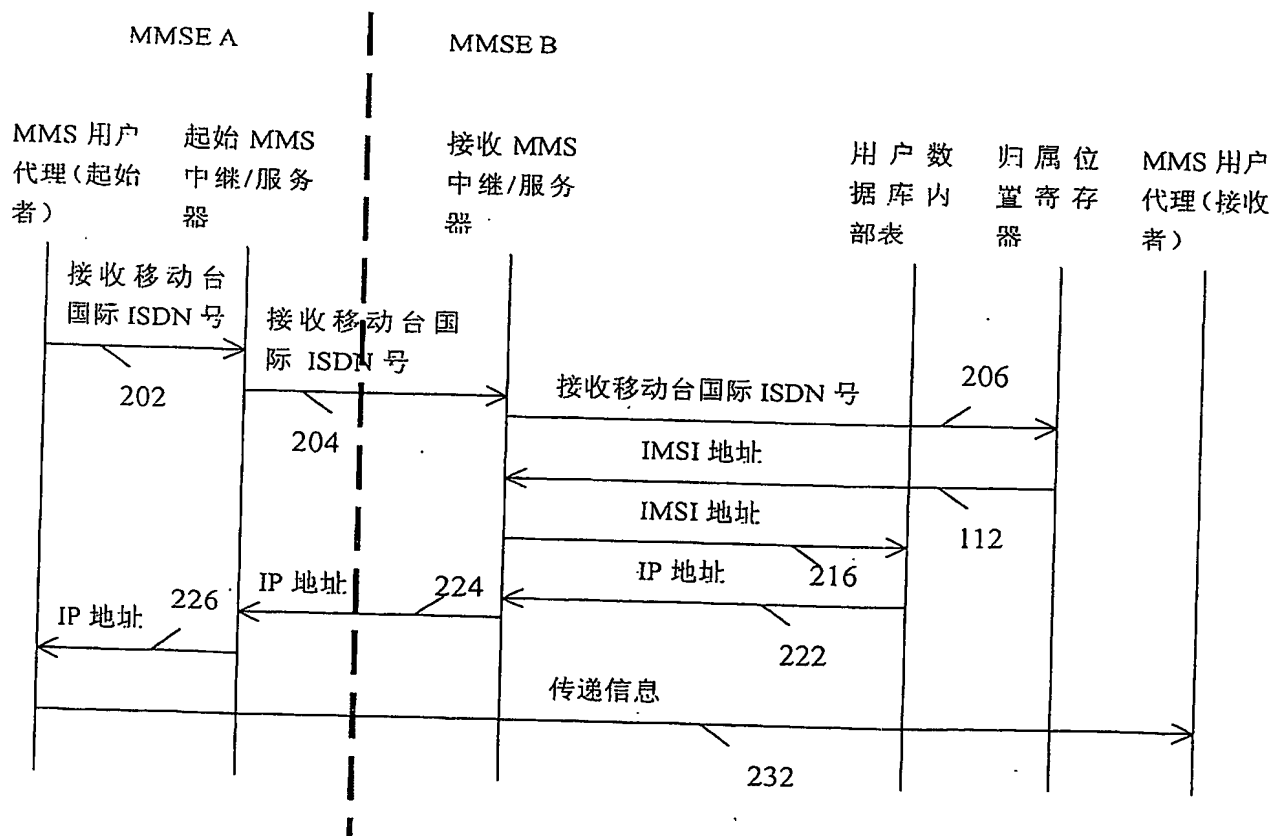 MMSE A
MMSE B
MMS 用户
代理(起始
者)
起始 MMS
中继/服务
器
接收 MMS
中继/服务
器
用户数
据库内
部表
归属位
置寄存
器
MMS 用户
代理(接收
者)
接收移动台
国际 ISDN 号
202
接收移动台国
际 ISDN 号
204
接收移动台国际 ISDN 号
206
IMSI 地址
112
IMSI 地址
216
IP 地址
222
IP 地址
224
IP 地址
226
传递信息
232